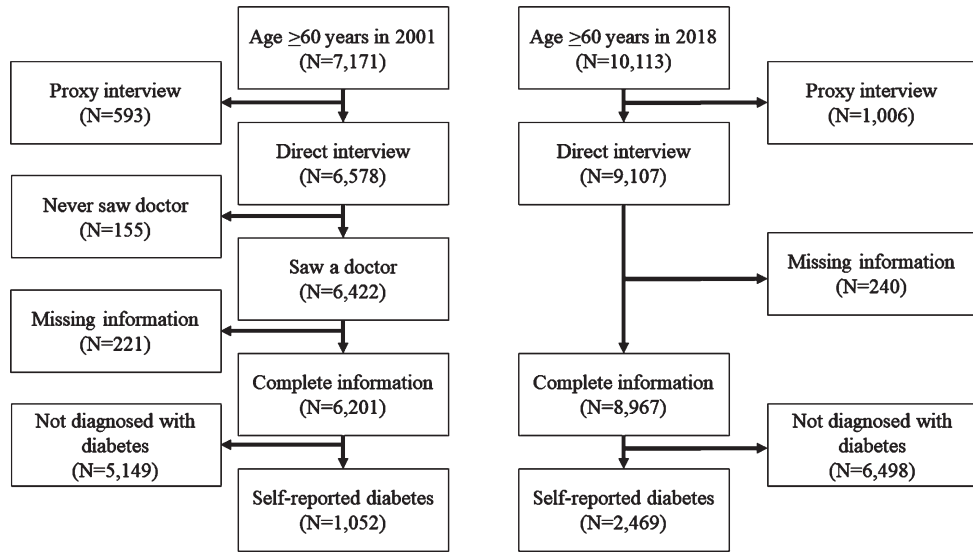 Age ≥60 years in 2001
(N=7,171)
Proxy interview
(N=593)
Direct interview
(N=6,578)
Never saw doctor
(N=155)
Saw a doctor
(N=6,422)
Missing information
(N=221)
Complete information
(N=6,201)
Not diagnosed with
diabetes
(N=5,149)
Self-reported diabetes
(N=1,052)
Age ≥60 years in 2018
(N=10,113)
Proxy interview
(N=1,006)
Direct interview
(N=9,107)
Missing information
(N=240)
Complete information
(N=8,967)
Not diagnosed with
diabetes
(N=6,498)
Self-reported diabetes
(N=2,469)